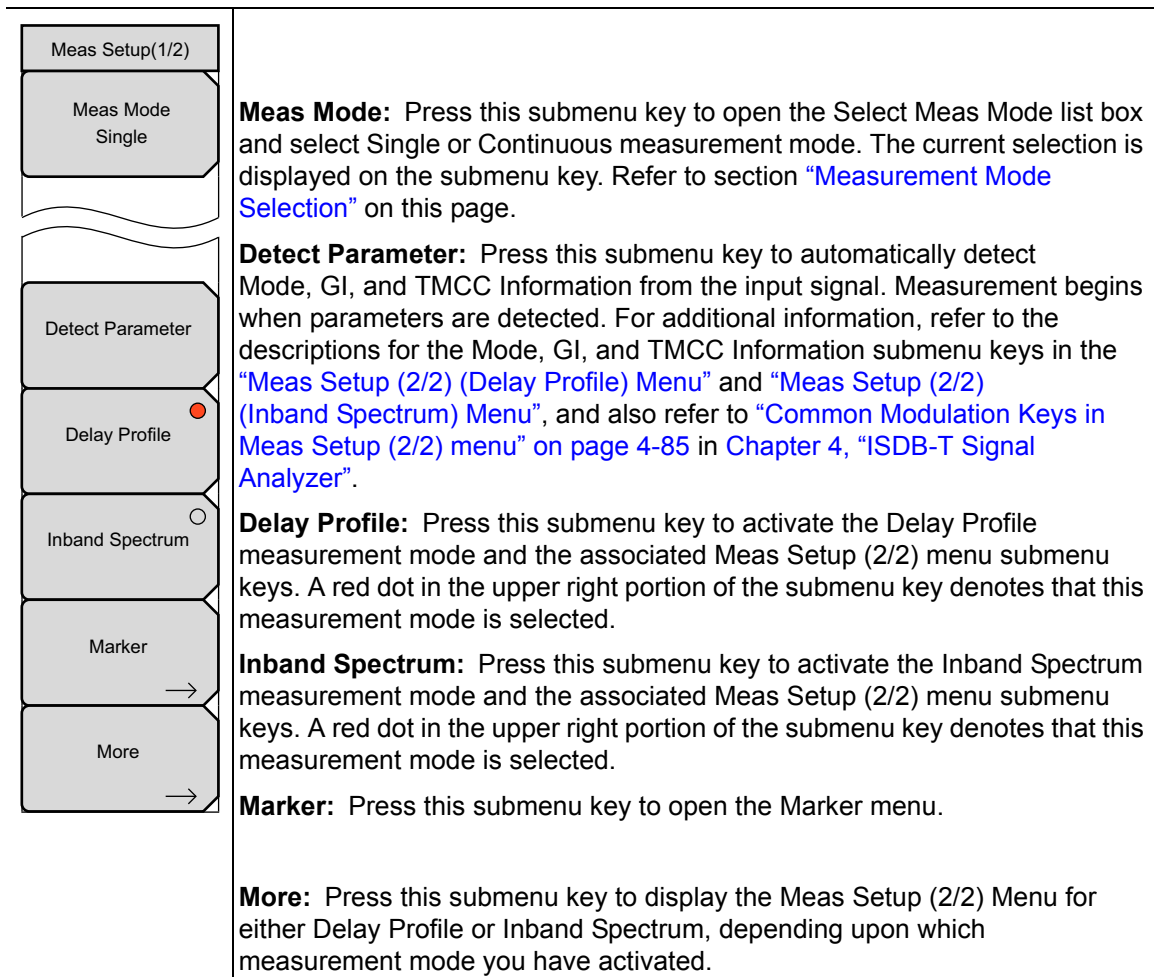 Meas Setup(1/2)
Meas Mode
Single
Detect Parameter
Delay Profile
Inband Spectrum
Marker
More
Meas Mode: Press this submenu key to open the Select Meas Mode list box
and select Single or Continuous measurement mode. The current selection is
displayed on the submenu key. Refer to section “Measurement Mode
Selection” on this page.
Detect Parameter: Press this submenu key to automatically detect
Mode, GI, and TMCC Information from the input signal. Measurement begins
when parameters are detected. For additional information, refer to the
descriptions for the Mode, GI, and TMCC Information submenu keys in the
“Meas Setup (2/2) (Delay Profile) Menu” and “Meas Setup (2/2)
(Inband Spectrum) Menu”, and also refer to “Common Modulation Keys in
Meas Setup (2/2) menu” on page 4-85 in Chapter 4, “ISDB-T Signal
Analyzer”.
Delay Profile: Press this submenu key to activate the Delay Profile
measurement mode and the associated Meas Setup (2/2) menu submenu
keys. A red dot in the upper right portion of the submenu key denotes that this
measurement mode is selected.
Inband Spectrum: Press this submenu key to activate the Inband Spectrum
measurement mode and the associated Meas Setup (2/2) menu submenu
keys. A red dot in the upper right portion of the submenu key denotes that this
measurement mode is selected.
Marker: Press this submenu key to open the Marker menu.
More: Press this submenu key to display the Meas Setup (2/2) Menu for
either Delay Profile or Inband Spectrum, depending upon which
measurement mode you have activated.